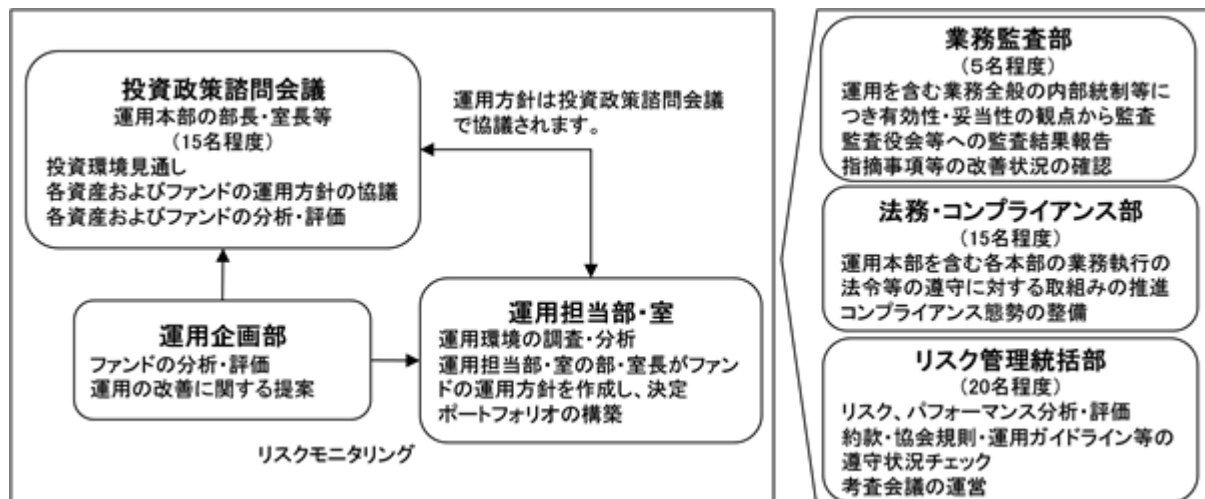 投資政策諮問会議
運用本部の部長・室長等
(15名程度)
投資環境見通し
各資産およびファンドの運用方針の協議
各資産およびファンドの分析・評価
運用方針は投資政策諮問会議
で協議されます。
運用企画部
ファンドの分析・評価
運用の改善に関する提案
運用担当部・室
運用環境の調査・分析
運用担当部・室の部・室長がファン
ドの運用方針を作成し、決定
ポートフォリオの構築
リスクモニタリング
業務監査部
(5名程度)
運用を含む業務全般の内部統制等に
つき有効性・妥当性の観点から監査
監査役会等への監査結果報告
指摘事項等の改善状況の確認
法務・コンプライアンス部
(15名程度)
運用本部を含む各本部の業務執行の
法令等の遵守に対する取組みの推進
コンプライアンス態勢の整備
リスク管理統括部
(20名程度)
リスク、パフォーマンス分析・評価
約款・協会規則・運用ガイドライン等の
遵守状況チェック
考査会議の運営